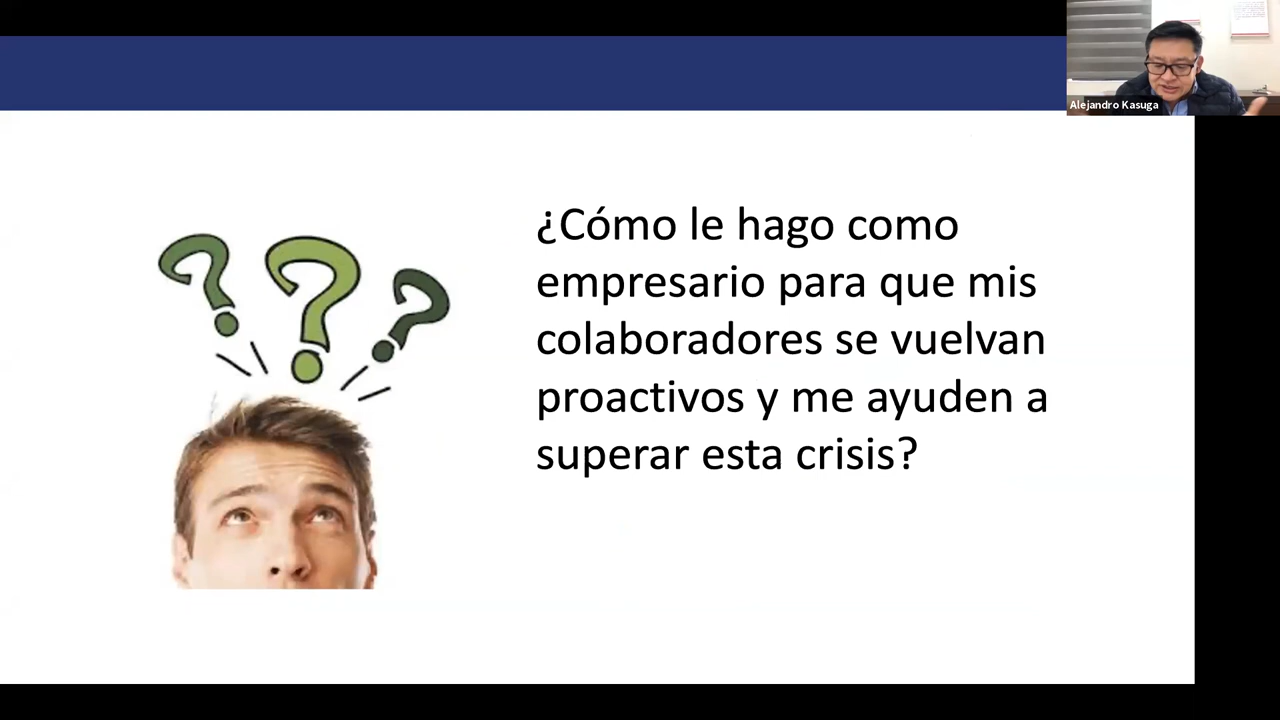 Alejandro Kasuga
¿Cómo le hago como
empresario para que mis
colaboradores se vuelvan
proactivos y me ayuden a
superar esta crisis?